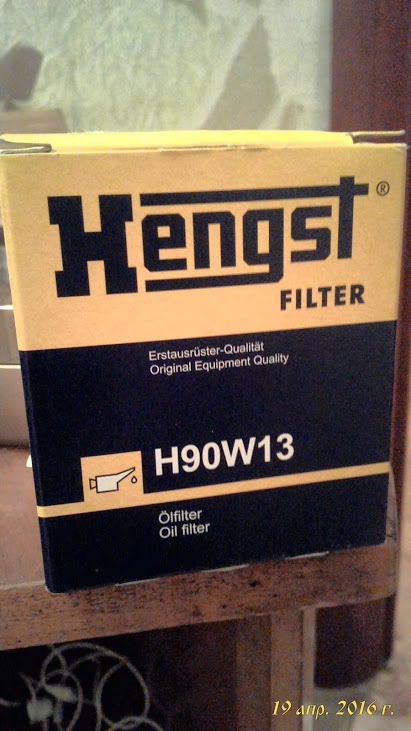 Hengst®
FILTER
Erstausrüster-Qualität
Original Equipment Quality
H90W13
Ölfilter
Oil filter
19 апр. 2016 г.